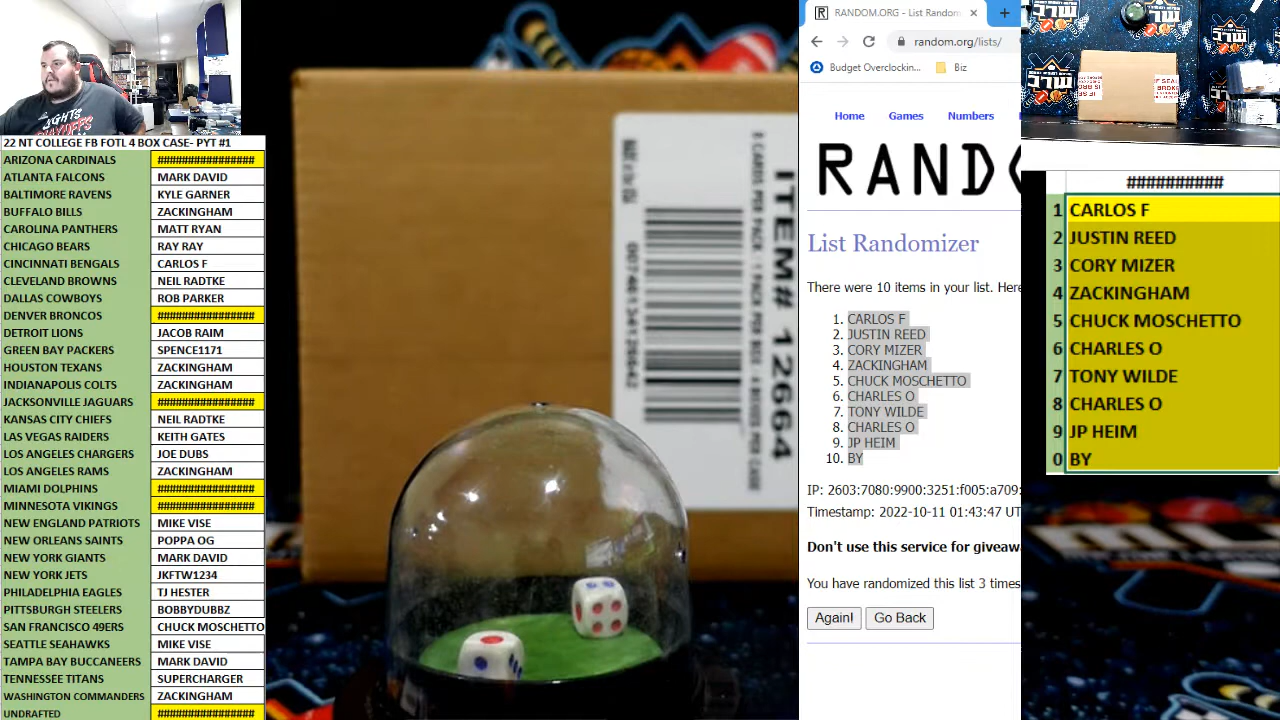 22 NT COLLEGE FB FOTL 4 BOX CASE- PYT #1
ARIZONA CARDINALS ################
ATLANTA FALCONS MARK DAVID
BALTIMORE RAVENS KYLE GARNER
BUFFALO BILLS ZACKINGHAM
CAROLINA PANTHERS MATT RYAN
CHICAGO BEARS RAY RAY
CINCINNATI BENGALS CARLOS F
CLEVELAND BROWNS NEIL RADTKE
DALLAS COWBOYS ROB PARKER
DENVER BRONCOS ################
DETROIT LIONS JACOB RAIM
GREEN BAY PACKERS SPENCE1171
HOUSTON TEXANS ZACKINGHAM
INDIANAPOLIS COLTS ZACKINGHAM
JACKSONVILLE JAGUARS ################
KANSAS CITY CHIEFS NEIL RADTKE
LAS VEGAS RAIDERS KEITH GATES
LOS ANGELES CHARGERS JOE DUBS
LOS ANGELES RAMS ZACKINGHAM
MIAMI DOLPHINS ################
MINNESOTA VIKINGS ################
NEW ENGLAND PATRIOTS MIKE VISE
NEW ORLEANS SAINTS POPPA OG
NEW YORK GIANTS MARK DAVID
NEW YORK JETS JKFTW1234
PHILADELPHIA EAGLES TJ HESTER
PITTSBURGH STEELERS BOBBYDUBBZ
SAN FRANCISCO 49ERS CHUCK MOSCHETTO
SEATTLE SEAHAWKS MIKE VISE
TAMPA BAY BUCCANEERS MARK DAVID
TENNESSEE TITANS SUPERCHARGER
WASHINGTON COMMANDERS ZACKINGHAM
UNDRAFTED ################
ITEM# 12664
RANDOM.ORG - List Random
random.org/lists/
Budget Overclockin... Biz
Home Games Numbers
RANDO
List Randomizer
There were 10 items in your list. Here
1. CARLOS F
2. JUSTIN REED
3. CORY MIZER
4. ZACKINGHAM
5. CHUCK MOSCHETTO
6. CHARLES O
7. TONY WILDE
8. CHARLES O
9. JP HEIM
10. BY
IP: 2603:7080:9900:3251:f005:a709:
Timestamp: 2022-10-11 01:43:47 UT
Don't use this service for giveaw
You have randomized this list 3 times
Again! Go Back
##########
1 CARLOS F
2 JUSTIN REED
3 CORY MIZER
4 ZACKINGHAM
5 CHUCK MOSCHETTO
6 CHARLES O
7 TONY WILDE
8 CHARLES O
9 JP HEIM
0 BY